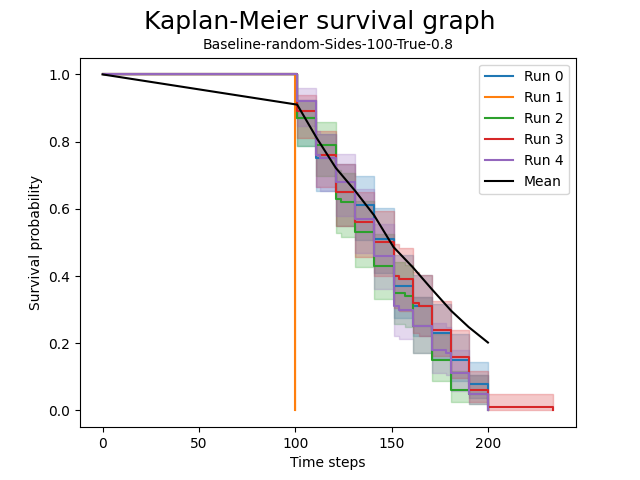 Kaplan-Meier survival graph
Baseline-random-Sides-100-True-0.8
Survival probability
1.0
0.8
0.6
0.4
0.2
0.0
Run 0
Run 1
Run 2
Run 3
Run 4
Mean
0
50
100
150
200
Time steps